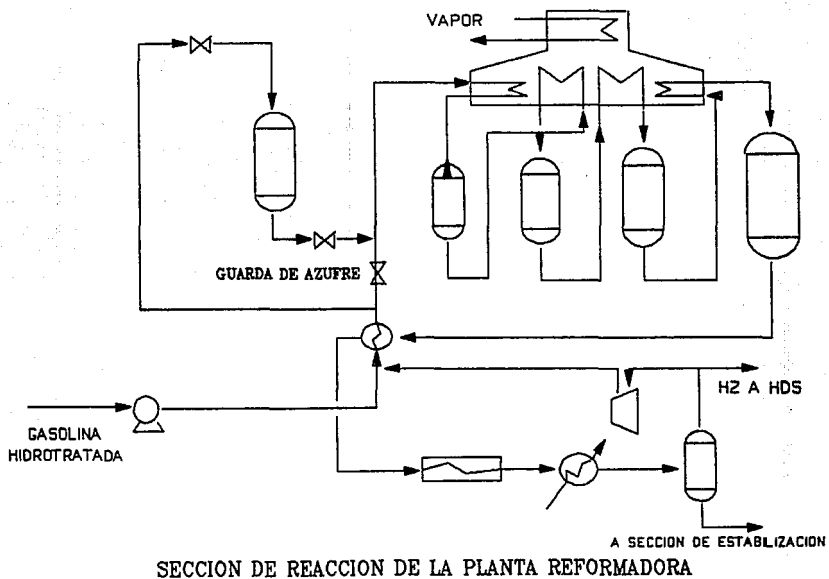 VAPOR
GUARDA DE AZUFRE
GASOLINA
HIDROTRATADA
H2 A HDS
A SECCION DE ESTABILIZACION
SECCION DE REACCION DE LA PLANTA REFORMADORA